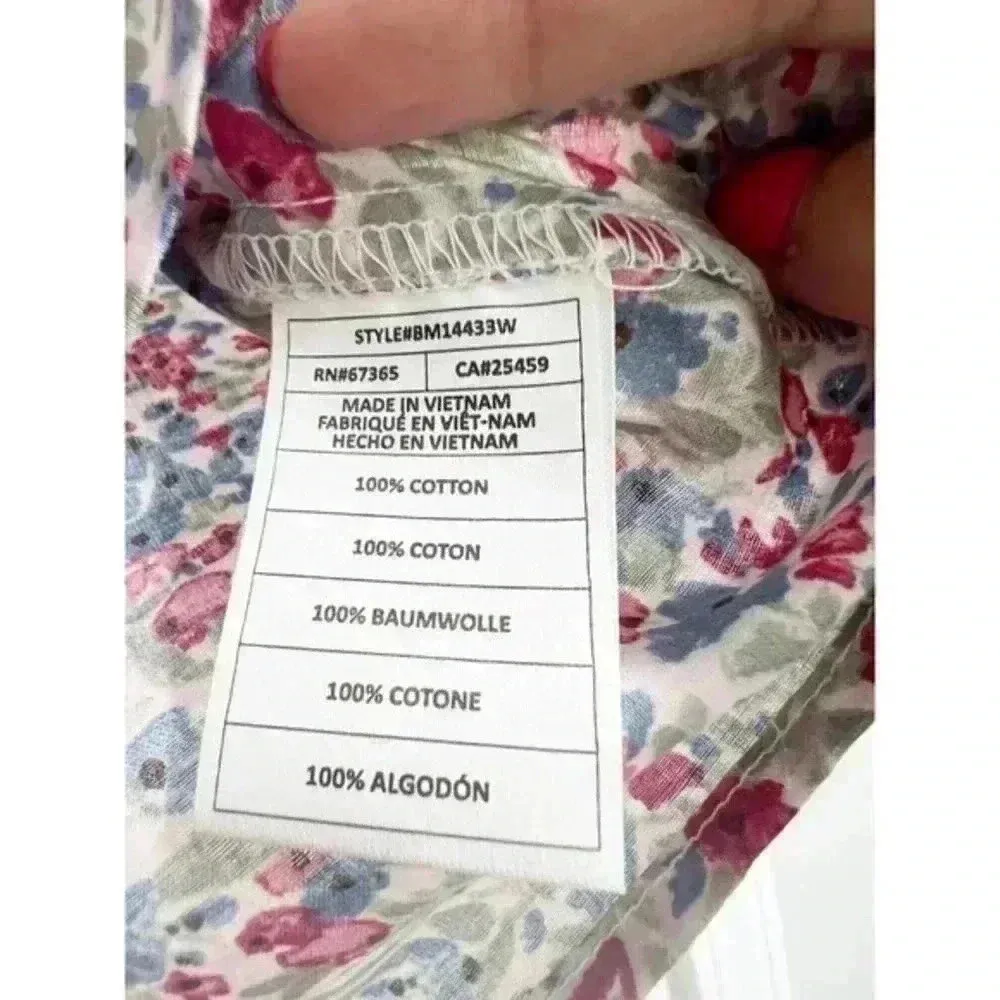 STYLE#BM14433W
RN#67365 CA#25459
MADE IN VIETNAM
FABRIQUÉ EN VIÊT-NAM
HECHO EN VIETNAM
100% COTTON
100% COTON
100% BAUMWOLLE
100% COTONE
100% ALGODÓN